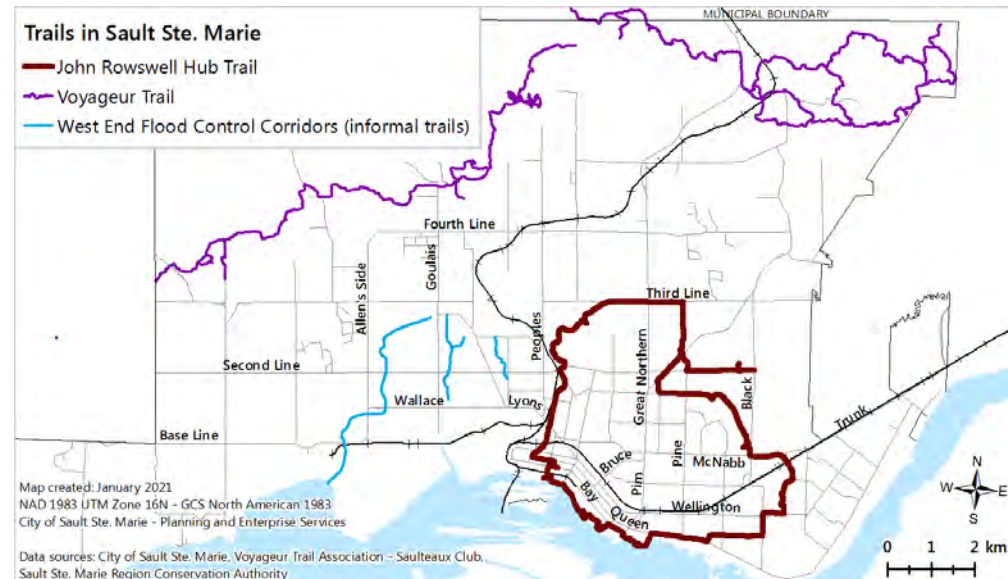 Trails in Sault Ste. Marie
John Rowswell Hub Trail
Voyageur Trail
West End Flood Control Corridors (informal trails)
MUNICIPAL BOUNDARY
Fourth Line
Goulais
Allen's Side
Third Line
Peoples
Great Northern
Second Line
Black
Wallace
Lyons
Trunk
Base Line
Bruce
Pine
McNabb
Pim
Bay
Wellington
Queen
Map created: January 2021
NAD 1983 UTM Zone 16N - GCS North American 1983
City of Sault Ste. Marie - Planning and Enterprise Services
Data sources: City of Sault Ste. Marie, Voyageur Trail Association - Saulteaux Club,
Sault Ste. Marie Region Conservation Authority
N
W E
S
0 1 2 km